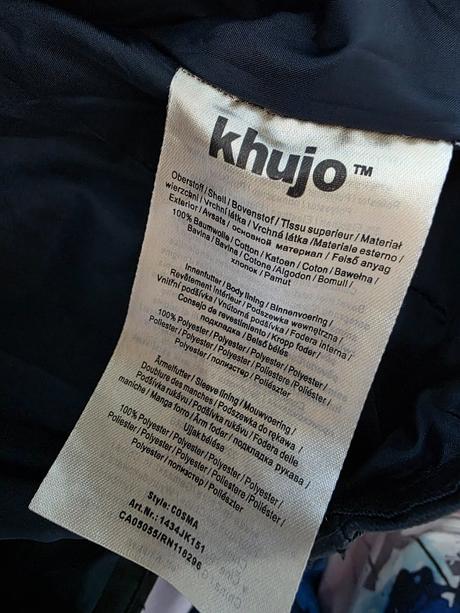 khujo™
Oberstoff / Shell / Bovenstof / Tissu superieur / Materiał
wierzchni / Vrchní látka / Vrchná látka / Materiale esterno /
Exterior / Avsats / основной материал / Felsö anyag
100% Baumwolle / Cotton / Katoen / Coton / Bawełna /
Bavlna / Bavlna / Cotone / Algodon / Bomull /
хлопок / Pamut
Innenfutter / Body lining / Binnenvoering /
Revêtement intérieur / Podszewka wewnętrzna /
Vnitřní podšívka / Vnútorná podšívka / Fodera interna /
Consejo de revestimiento / Kropp foder /
подкладка / Belsö bélés
100% Polyester / Polyester / Polyester / Polyester /
Poliester / Polyester / Polyester / Poliestere / Poliéster /
Polyester / полиэстер / Poliészter
Ärmelfutter / Sleeve lining / Mouwvoering /
Doublure des manches / Podszewka do rękawa /
Podšívka rukávu / Podšívka rukávu / Fodera delle
maniche / Manga forro / Arm foder / подкладка рукава /
Ujjak bélése
100% Polyester / Polyester / Polyester / Polyester /
Poliester / Polyester / Polyester / Poliestere / Poliéster /
Polyester / полиэстер / Poliészter
Style: COSMA
Art.Nr.: 1434JK151
CA05055/RN118296